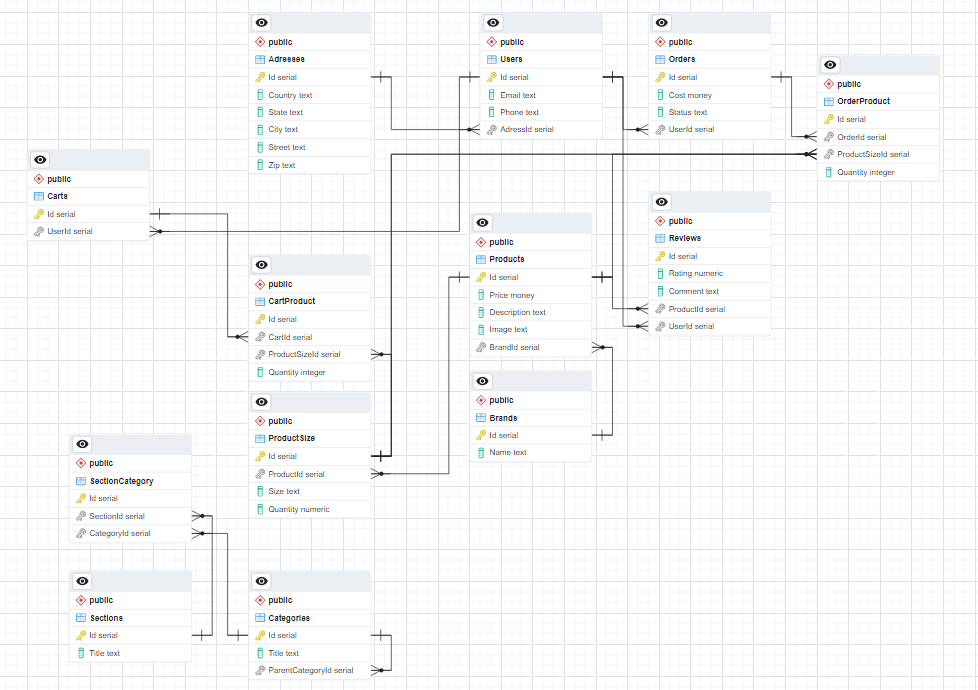 public
Adresses
Id serial
Country text
State text
City text
Street text
Zip text
public
Users
Id serial
Email text
Phone text
AdressId serial
public
Orders
Id serial
Cost money
Status text
UserId serial
public
OrderProduct
Id serial
OrderId serial
ProductSizeId serial
Quantity integer
public
Carts
Id serial
UserId serial
public
CartProduct
Id serial
CartId serial
ProductSizeId serial
Quantity integer
public
Products
Id serial
Price money
Description text
Image text
BrandId serial
public
Reviews
Id serial
Rating numeric
Comment text
ProductId serial
UserId serial
public
Brands
Id serial
Name text
public
ProductSize
Id serial
ProductId serial
Size text
Quantity numeric
public
SectionCategory
Id serial
SectionId serial
CategoryId serial
public
Sections
Id serial
Title text
public
Categories
Id serial
Title text
ParentCategoryId serial